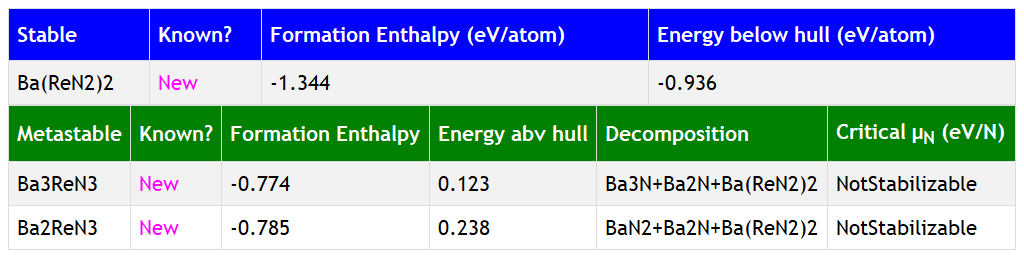 Stable Known? Formation Enthalpy (eV/atom) Energy below hull (eV/atom)
Ba(ReN2)2 New -1.344 -0.936
Metastable Known? Formation Enthalpy Energy abv hull Decomposition Critical μN (eV/N)
Ba3ReN3 New -0.774 0.123 Ba3N+Ba2N+Ba(ReN2)2 NotStabilizable
Ba2ReN3 New -0.785 0.238 BaN2+Ba2N+Ba(ReN2)2 NotStabilizable